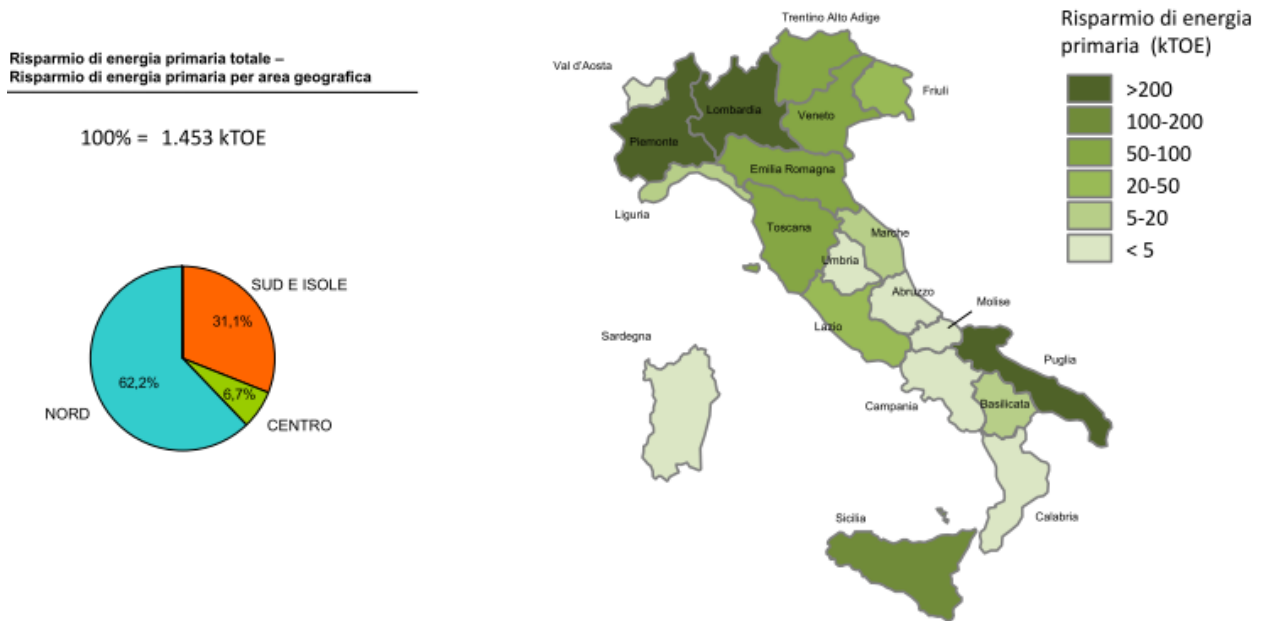 Risparmio di energia primaria totale –
Risparmio di energia primaria per area geografica
100% = 1.453 kTOE
SUD E ISOLE
31,1%
62,2%
6,7%
NORD
CENTRO
Trentino Alto Adige
Val d'Aosta
Friuli
Lombardia
Veneto
Piemonte
Emilia Romagna
Liguria
Toscana
Marche
Umbria
Abruzzo
Molise
Lazio
Sardegna
Puglia
Campania
Basilicata
Sicilia
Calabria
Risparmio di energia
primaria (kTOE)
>200
100-200
50-100
20-50
5-20
< 5